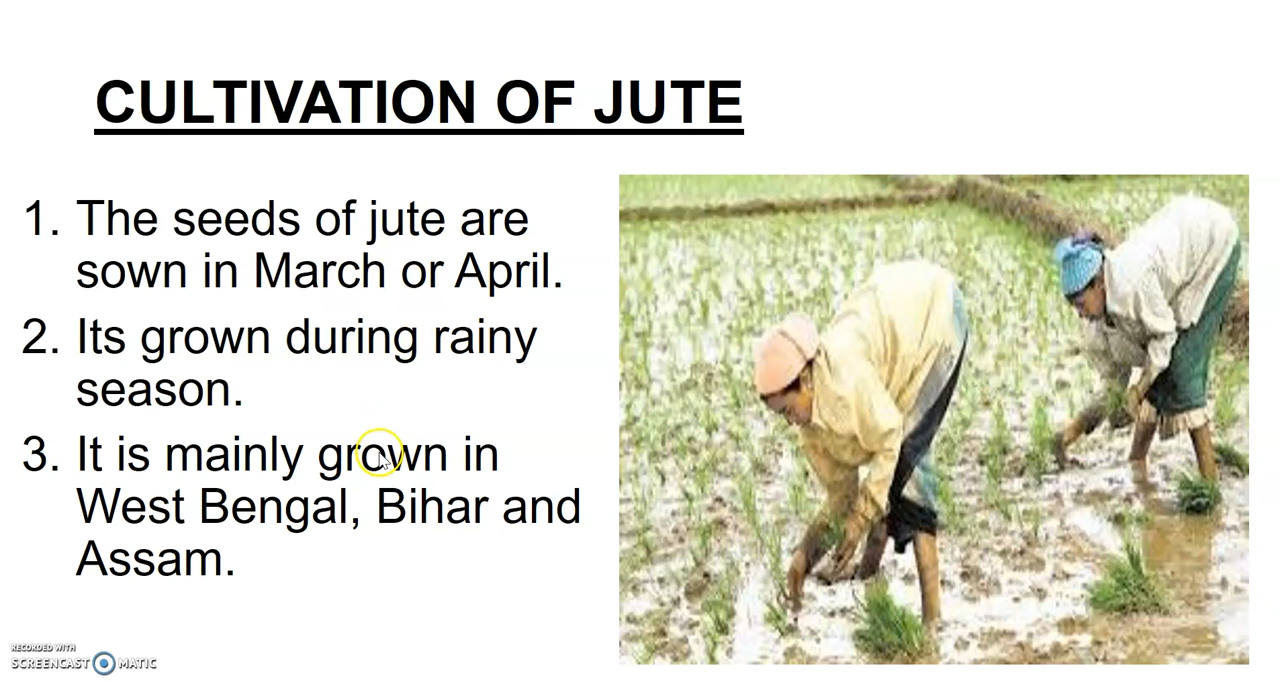 CULTIVATION OF JUTE
1. The seeds of jute are
sown in March or April.
2. Its grown during rainy
season.
3. It is mainly grown in
West Bengal, Bihar and
Assam.
RECORDED WITH
SCREENCAST MATIC